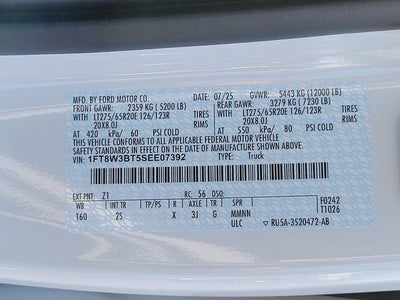 MFD. BY FORD MOTOR CO. 07/25 GVWR: 5443 KG (12000 LB)
FRONT GAWR: 2359 KG (5200 LB) REAR GAWR: 3279 KG (7230 LB)
WITH LT275/65R20E 126/123R TIRES WITH LT275/65R20E 126/123R TIRES
20X8.0J RIMS 20X8.0J RIMS
AT 420 kPa/ 60 PSI COLD AT 550 kPa/ 80 PSI COLD
THIS VEHICLE CONFORMS TO ALL APPLICABLE FEDERAL MOTOR VEHICLE
SAFETY STANDARDS IN EFFECT ON THE DATE OF MANUFACTURE SHOWN ABOVE.
VIN: 1FT8W3BT5SEE07392 TYPE: Truck
EXT PNT: Z1 RC: 56 DSO:
WB INT TR TP/PS R AX TR SPR F0242
160 2S X 3J G MMNN T1026
ULC ▽ RU5A-3520472-AB